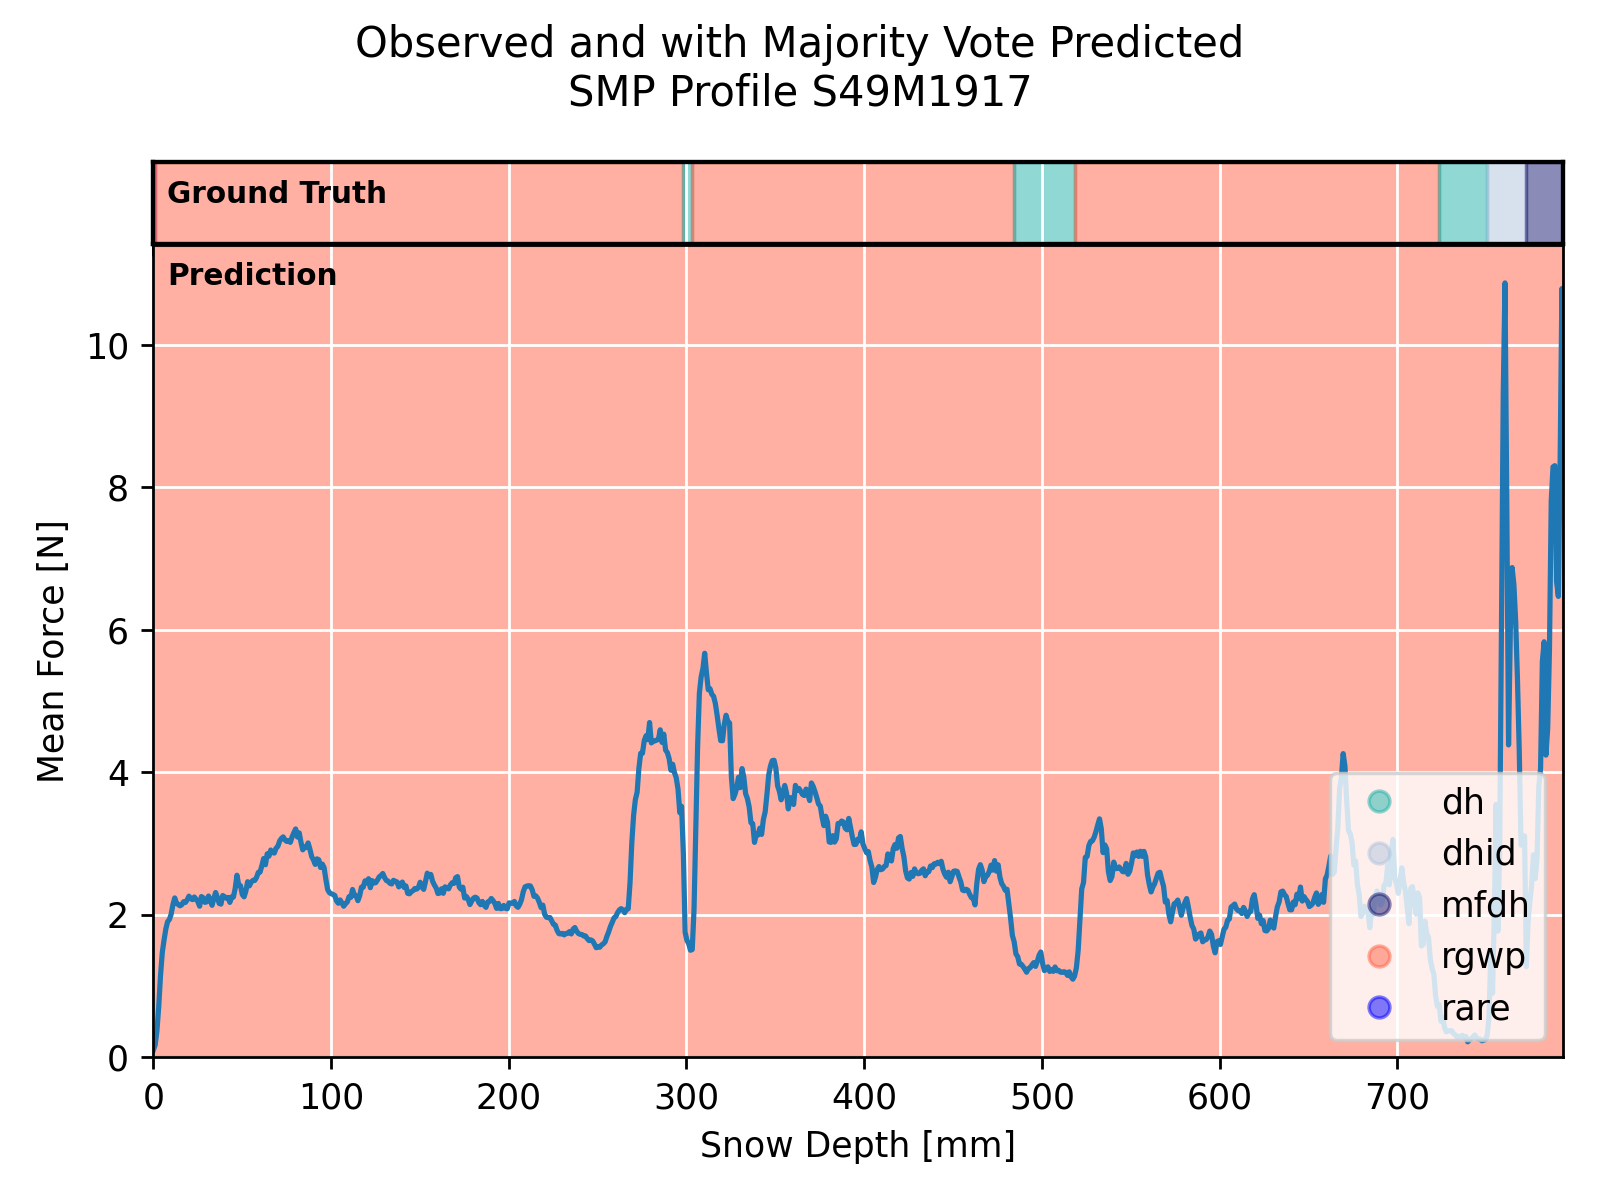 Observed and with Majority Vote Predicted
SMP Profile S49M1917
Ground Truth
Prediction
10
8
6
4
2
0
Mean Force [N]
dh
dhid
mfdh
rgwp
rare
0 100 200 300 400 500 600 700
Snow Depth [mm]